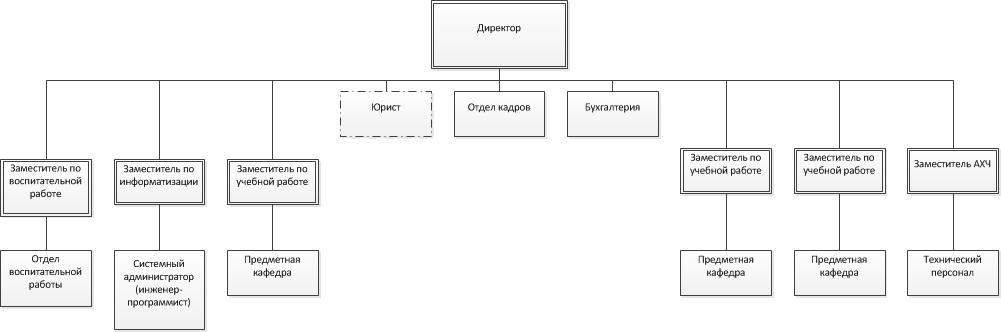 Директор
Юрист
Отдел кадров
Бухгалтерия
Заместитель по
воспитательной
работе
Заместитель по
информатизации
Заместитель по
учебной работе
Заместитель по
учебной работе
Заместитель по
учебной работе
Заместитель АХЧ
Отдел
воспитательной
работы
Системный
администратор
(инженер-
программист)
Предметная
кафедра
Предметная
кафедра
Предметная
кафедра
Технический
персонал